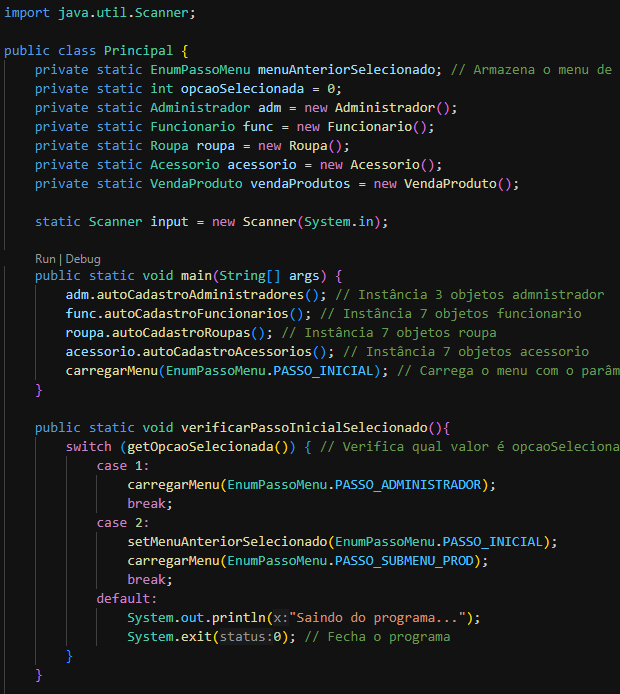 import java.util.Scanner;
public class Principal {
private static EnumPassoMenu menuAnteriorSelecionado; // Armazena o menu de
private static int opcaoSelecionada = 0;
private static Administrador adm = new Administrador();
private static Funcionario func = new Funcionario();
private static Roupa roupa = new Roupa();
private static Acessorio acessorio = new Acessorio();
private static VendaProduto vendaProdutos = new VendaProduto();
static Scanner input = new Scanner(System.in);
Run | Debug
public static void main(String[] args) {
adm.autoCadastroAdministradores(); // Instância 3 objetos admnistrador
func.autoCadastroFuncionarios(); // Instância 7 objetos funcionario
roupa.autoCadastroRoupas(); // Instância 7 objetos roupa
acessorio.autoCadastroAcessorios(); // Instância 7 objetos acessorio
carregarMenu(EnumPassoMenu.PASSO_INICIAL); // Carrega o menu com o parâm
}
public static void verificarPassoInicialSelecionado(){
switch (getOpcaoSelecionada()) { // Verifica qual valor é opcaoSeleciona
case 1:
carregarMenu(EnumPassoMenu.PASSO_ADMINISTRADOR);
break;
case 2:
setMenuAnteriorSelecionado(EnumPassoMenu.PASSO_INICIAL);
carregarMenu(EnumPassoMenu.PASSO_SUBMENU_PROD);
break;
default:
System.out.println(x:"Saindo do programa...");
System.exit(status:0); // Fecha o programa
}
}